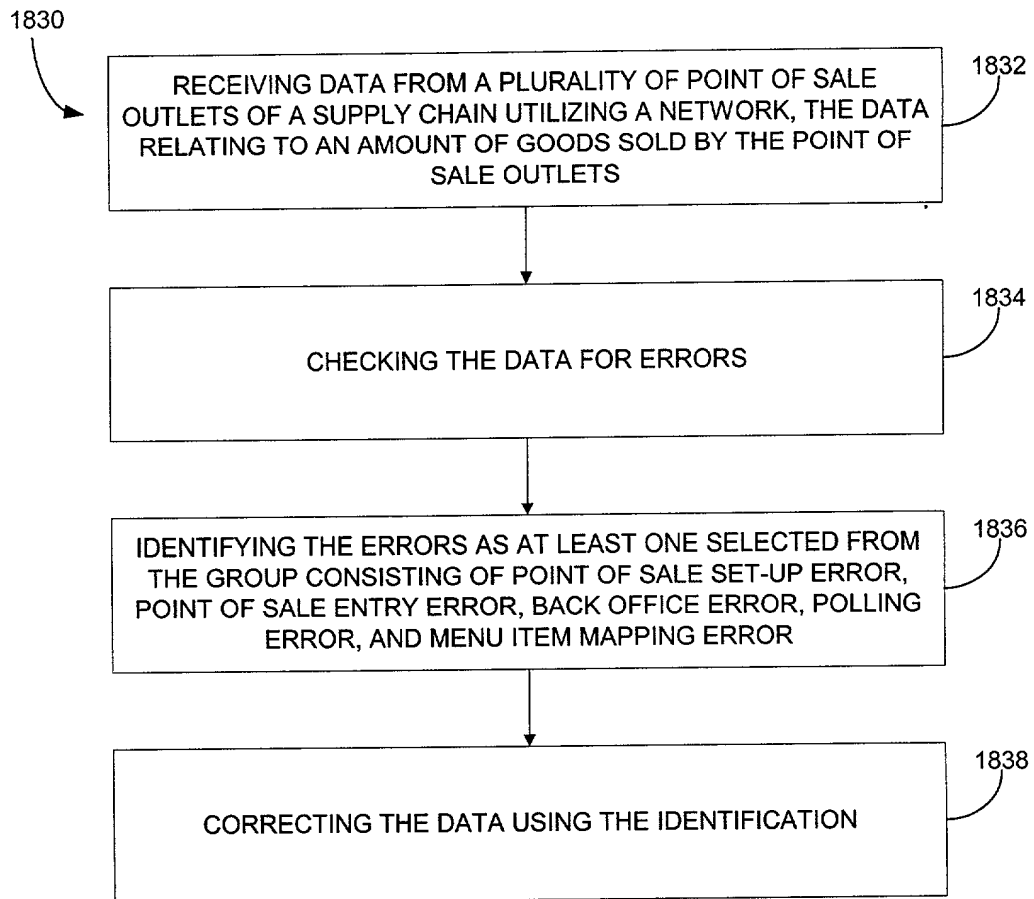 1830
RECEIVING DATA FROM A PLURALITY OF POINT OF SALE
OUTLETS OF A SUPPLY CHAIN UTILIZING A NETWORK, THE DATA
RELATING TO AN AMOUNT OF GOODS SOLD BY THE POINT OF
SALE OUTLETS
1832
CHECKING THE DATA FOR ERRORS
1834
IDENTIFYING THE ERRORS AS AT LEAST ONE SELECTED FROM
THE GROUP CONSISTING OF POINT OF SALE SET-UP ERROR,
POINT OF SALE ENTRY ERROR, BACK OFFICE ERROR, POLLING
ERROR, AND MENU ITEM MAPPING ERROR
1836
CORRECTING THE DATA USING THE IDENTIFICATION
1838